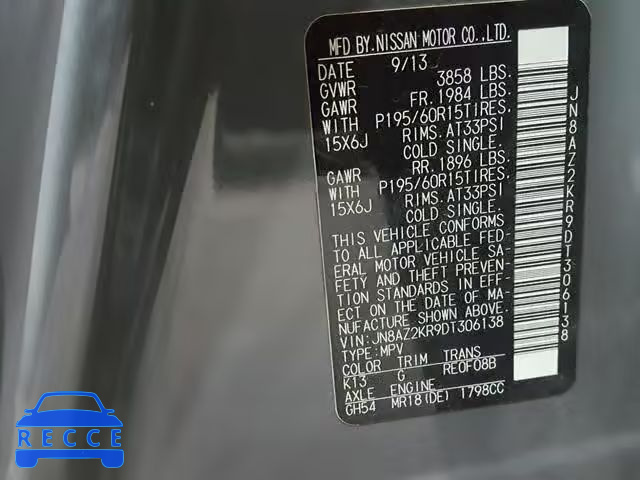 MFD BY.NISSAN MOTOR CO.,LTD.
DATE 9/13
GVWR 3858 LBS.
GAWR FR.1984 LBS.
WITH P195/60R15TIRES.
15X6J RIMS.AT33PSI
COLD SINGLE.
GAWR RR.1896 LBS.
WITH P195/60R15TIRES.
15X6J RIMS.AT33PSI
COLD SINGLE.
THIS VEHICLE CONFORMS
TO ALL APPLICABLE FED-
ERAL MOTOR VEHICLE SA-
FETY AND THEFT PREVEN-
TION STANDARDS IN EFF-
ECT ON THE DATE OF MA-
NUFACTURE SHOWN ABOVE.
VIN:JN8AZ2KR9DT306138
TYPE:MPV
COLOR TRIM TRANS
K13 G RE0F08B
AXLE ENGINE
GH54 MR18(DE) 1798CC
JN8AZ2KR9DT306138
RECCE